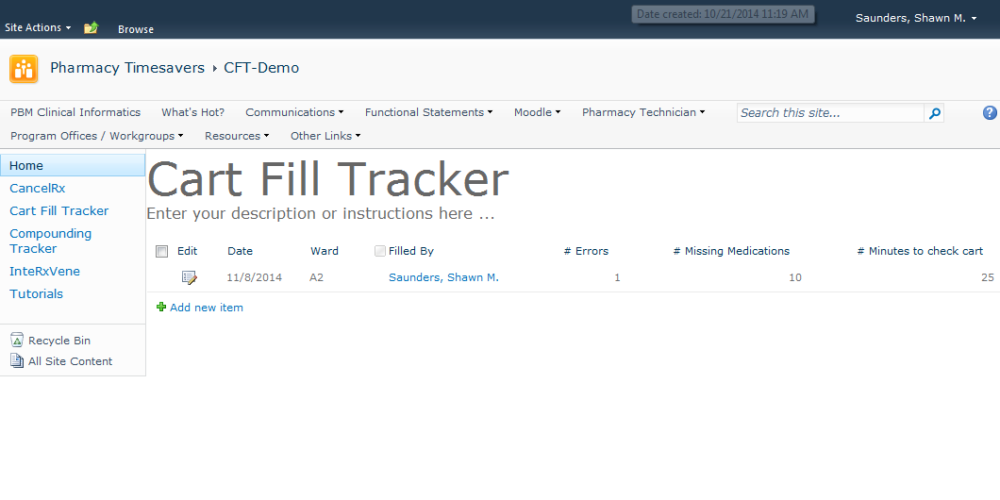 Date created: 10/21/2014 11:19 AM
Site Actions Browse Saunders, Shawn M.
Pharmacy Timesavers CFT-Demo
PBM Clinical Informatics What's Hot? Communications Functional Statements Moodle Pharmacy Technician Search this site...
Program Offices / Workgroups Resources Other Links
Home
CancelRx
Cart Fill Tracker
Compounding
Tracker
InteRxVene
Tutorials
Recycle Bin
All Site Content
Cart Fill Tracker
Enter your description or instructions here ...
Edit Date Ward Filled By # Errors # Missing Medications # Minutes to check cart
11/8/2014 A2 Saunders, Shawn M. 1 10 25
Add new item